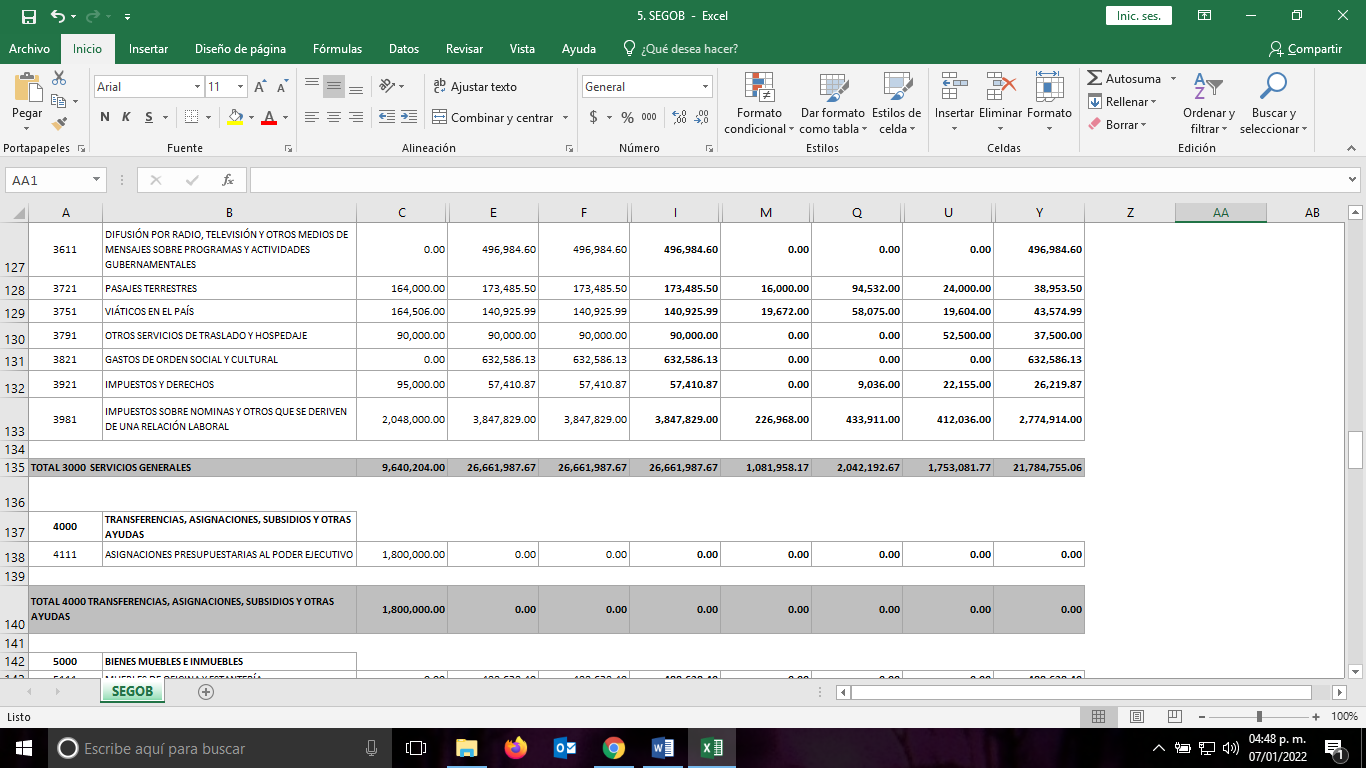 5. SEGOB - Excel
Inic. ses.
Archivo Inicio Insertar Diseño de página Fórmulas Datos Revisar Vista Ayuda ¿Qué desea hacer? Compartir
Pegar
Arial 11 A A
N K S A
Ajustar texto
Combinar y centrar
General
$ % 000
Formato condicional
Dar formato como tabla
Estilos de celda
Insertar Eliminar Formato
Autosuma
Rellenar
Borrar
Ordenar y filtrar
Buscar y seleccionar
Portapapeles Fuente Alineación Número Estilos Celdas Edición
AA1 fx
A B C E F I M Q U Y Z AA AB
127 3611 DIFUSIÓN POR RADIO, TELEVISIÓN Y OTROS MEDIOS DE
MENSAJES SOBRE PROGRAMAS Y ACTIVIDADES
GUBERNAMENTALES 0.00 496,984.60 496,984.60 496,984.60 0.00 0.00 0.00 496,984.60
128 3721 PASAJES TERRESTRES 164,000.00 173,485.50 173,485.50 173,485.50 16,000.00 94,532.00 24,000.00 38,953.50
129 3751 VIÁTICOS EN EL PAÍS 164,506.00 140,925.99 140,925.99 140,925.99 19,672.00 58,075.00 19,604.00 43,574.99
130 3791 OTROS SERVICIOS DE TRASLADO Y HOSPEDAJE 90,000.00 90,000.00 90,000.00 90,000.00 0.00 0.00 52,500.00 37,500.00
131 3821 GASTOS DE ORDEN SOCIAL Y CULTURAL 0.00 632,586.13 632,586.13 632,586.13 0.00 0.00 0.00 632,586.13
132 3921 IMPUESTOS Y DERECHOS 95,000.00 57,410.87 57,410.87 57,410.87 0.00 9,036.00 22,155.00 26,219.87
133 3981 IMPUESTOS SOBRE NOMINAS Y OTROS QUE SE DERIVEN
DE UNA RELACIÓN LABORAL 2,048,000.00 3,847,829.00 3,847,829.00 3,847,829.00 226,968.00 433,911.00 412,036.00 2,774,914.00
134
135 TOTAL 3000 SERVICIOS GENERALES 9,640,204.00 26,661,987.67 26,661,987.67 26,661,987.67 1,081,958.17 2,042,192.67 1,753,081.77 21,784,755.06
136
137 4000 TRANSFERENCIAS, ASIGNACIONES, SUBSIDIOS Y OTRAS
AYUDAS
138 4111 ASIGNACIONES PRESUPUESTARIAS AL PODER EJECUTIVO 1,800,000.00 0.00 0.00 0.00 0.00 0.00 0.00 0.00
139
140 TOTAL 4000 TRANSFERENCIAS, ASIGNACIONES, SUBSIDIOS Y OTRAS
AYUDAS 1,800,000.00 0.00 0.00 0.00 0.00 0.00 0.00 0.00
141
142 5000 BIENES MUEBLES E INMUEBLES
SEGOB
Listo 100%
Escribe aquí para buscar
04:48 p. m.
07/01/2022
1